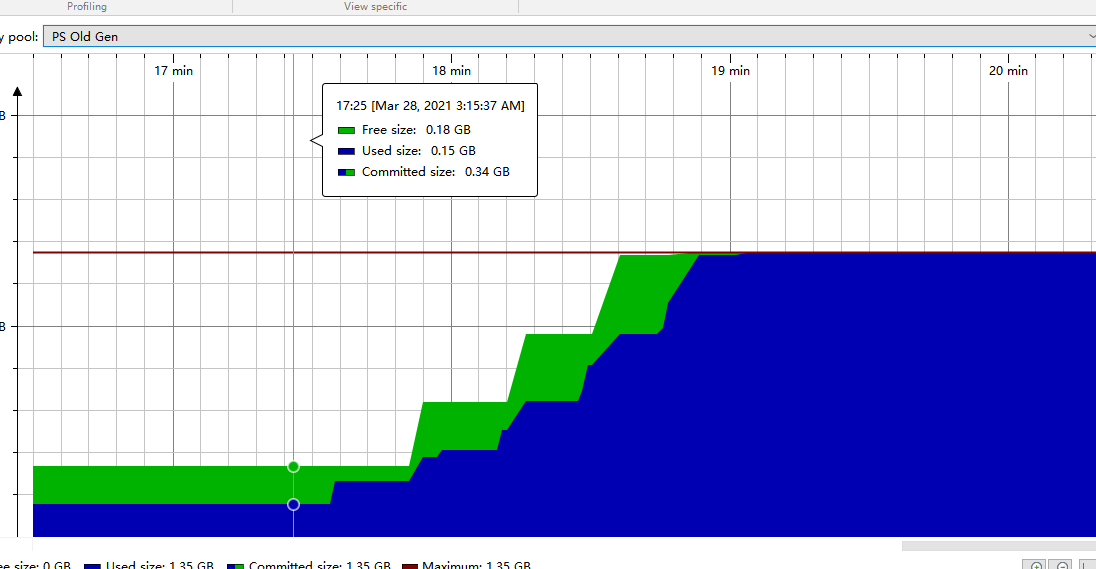 Profiling View specific
y pool: PS Old Gen
17 min 18 min 19 min 20 min
17:25 [Mar 28, 2021 3:15:37 AM]
B
Free size: 0.18 GB
Used size: 0.15 GB
Committed size: 0.34 GB
B
ee size: 0 GB Used size: 1.35 GB Committed size: 1.35 GB Maximum: 1.35 GB